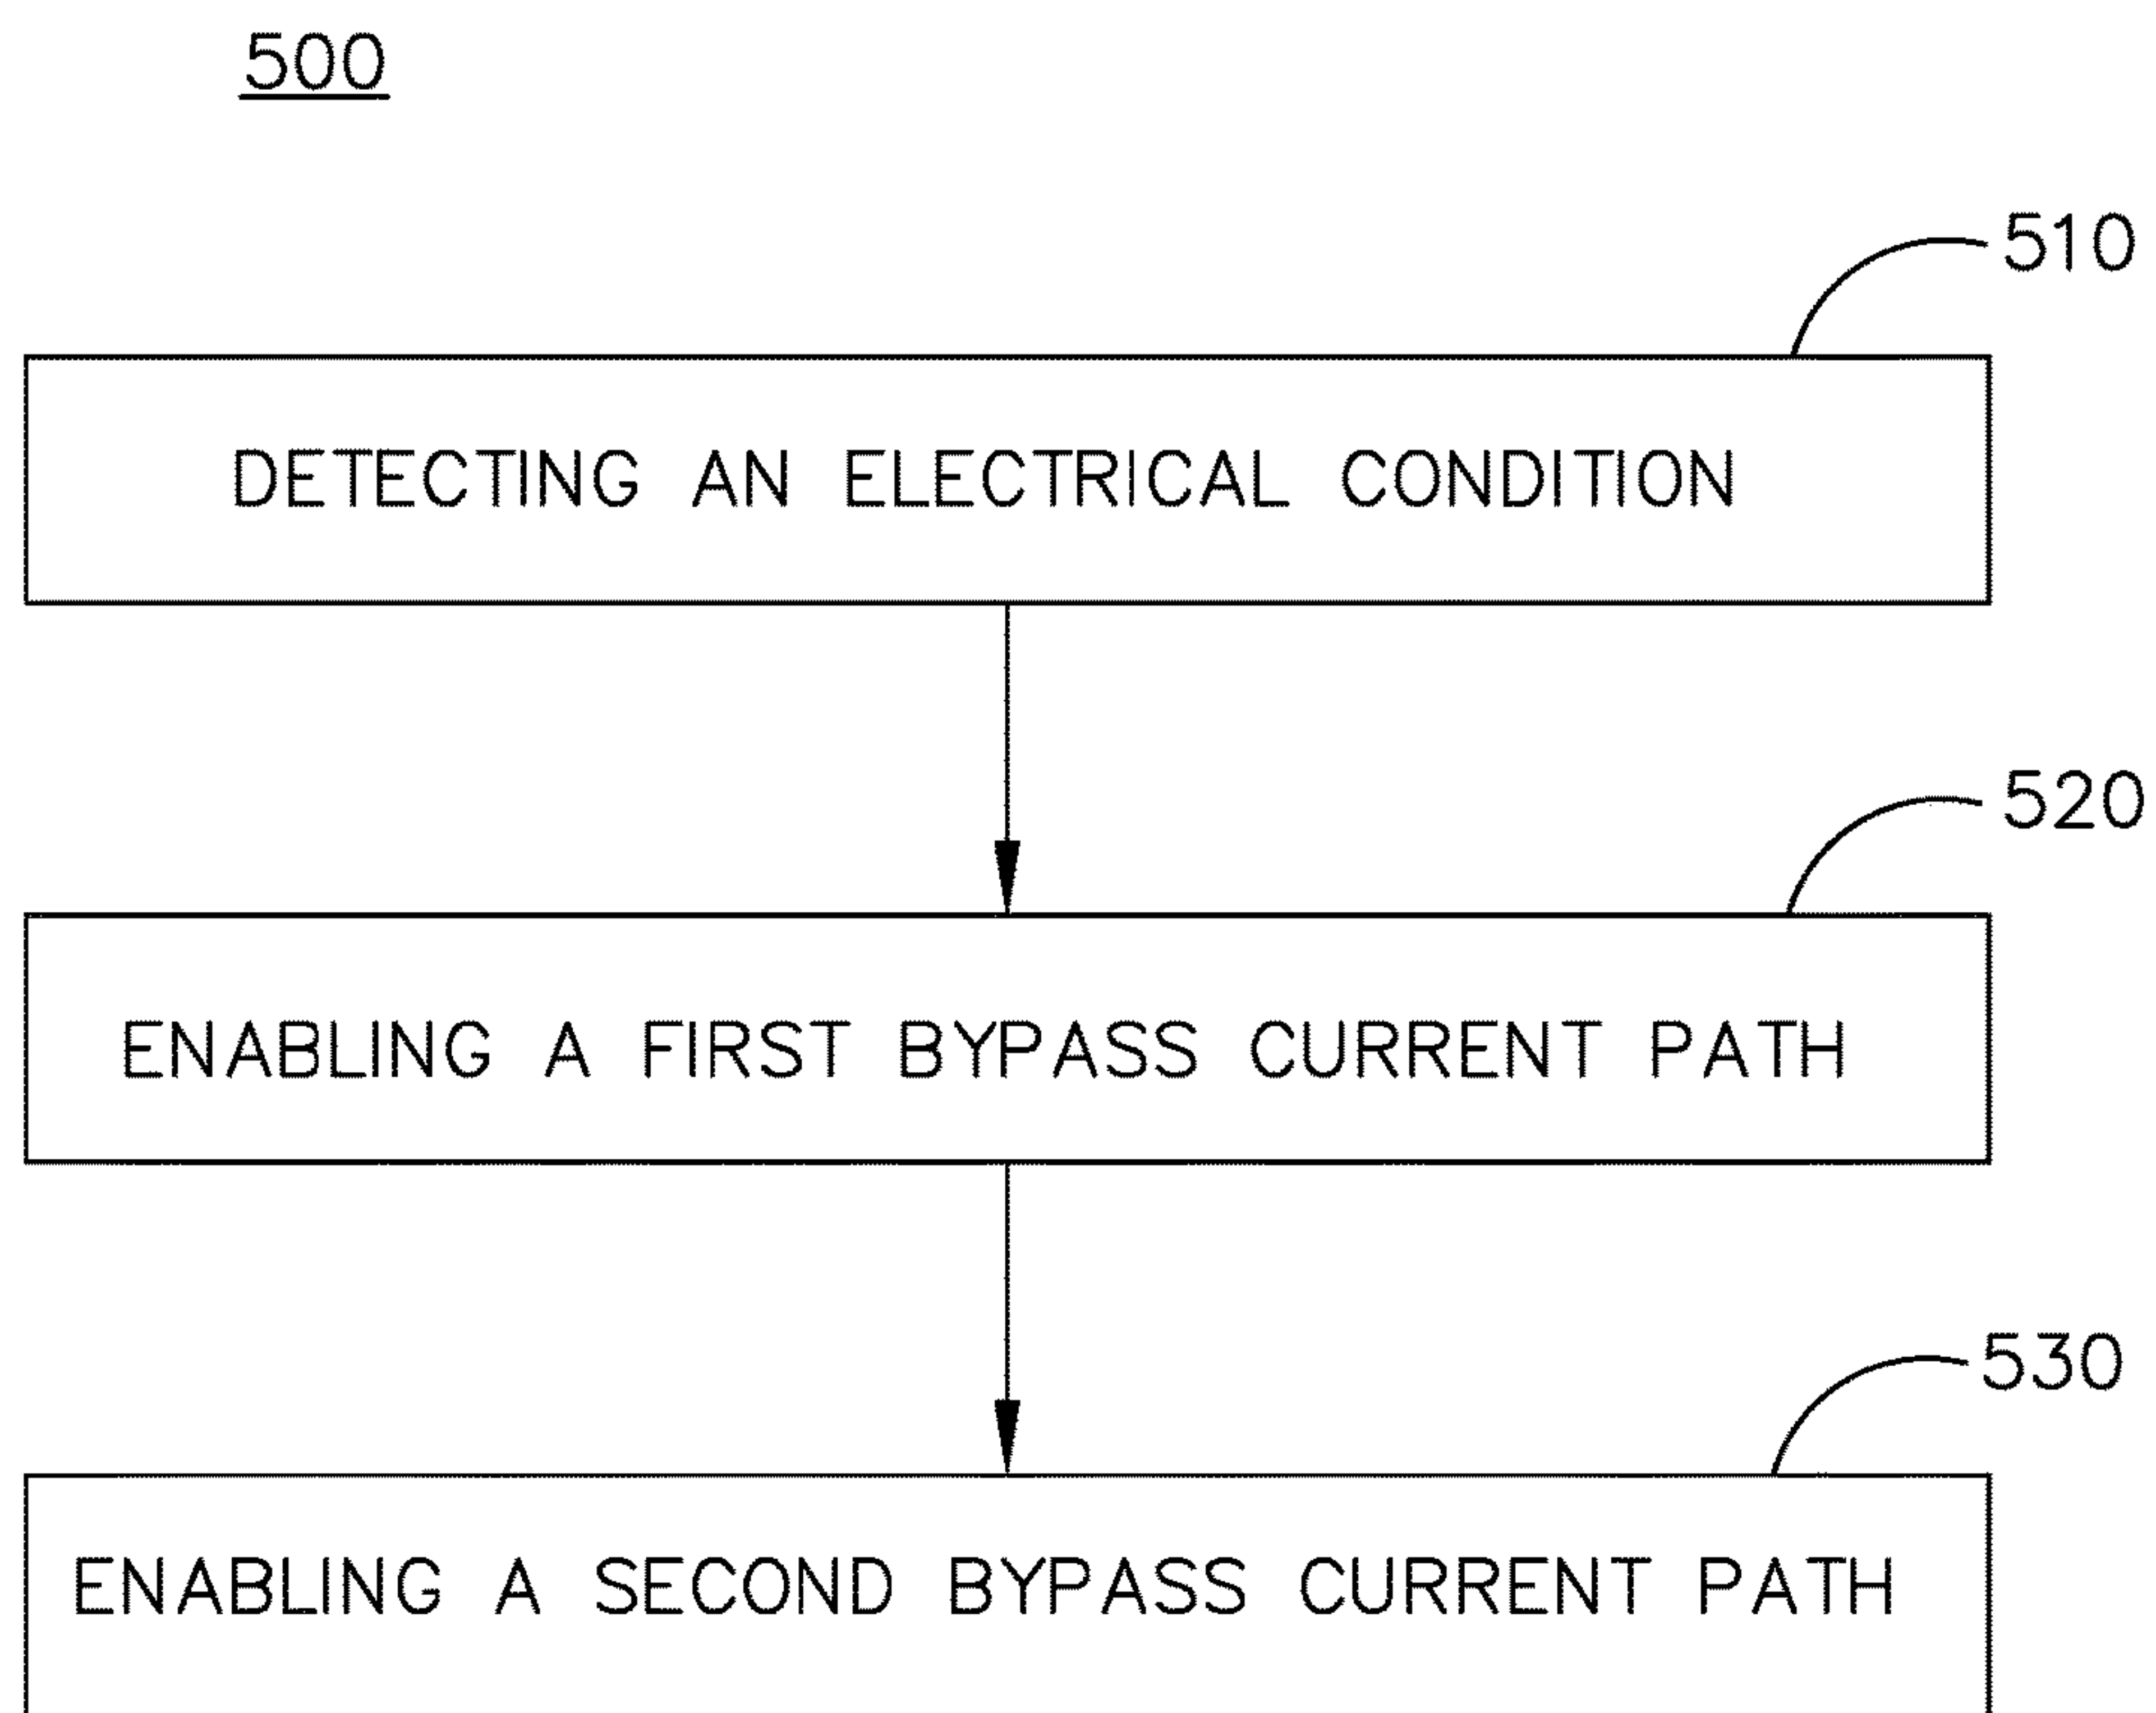 500
510
DETECTING AN ELECTRICAL CONDITION
520
ENABLING A FIRST BYPASS CURRENT PATH
530
ENABLING A SECOND BYPASS CURRENT PATH